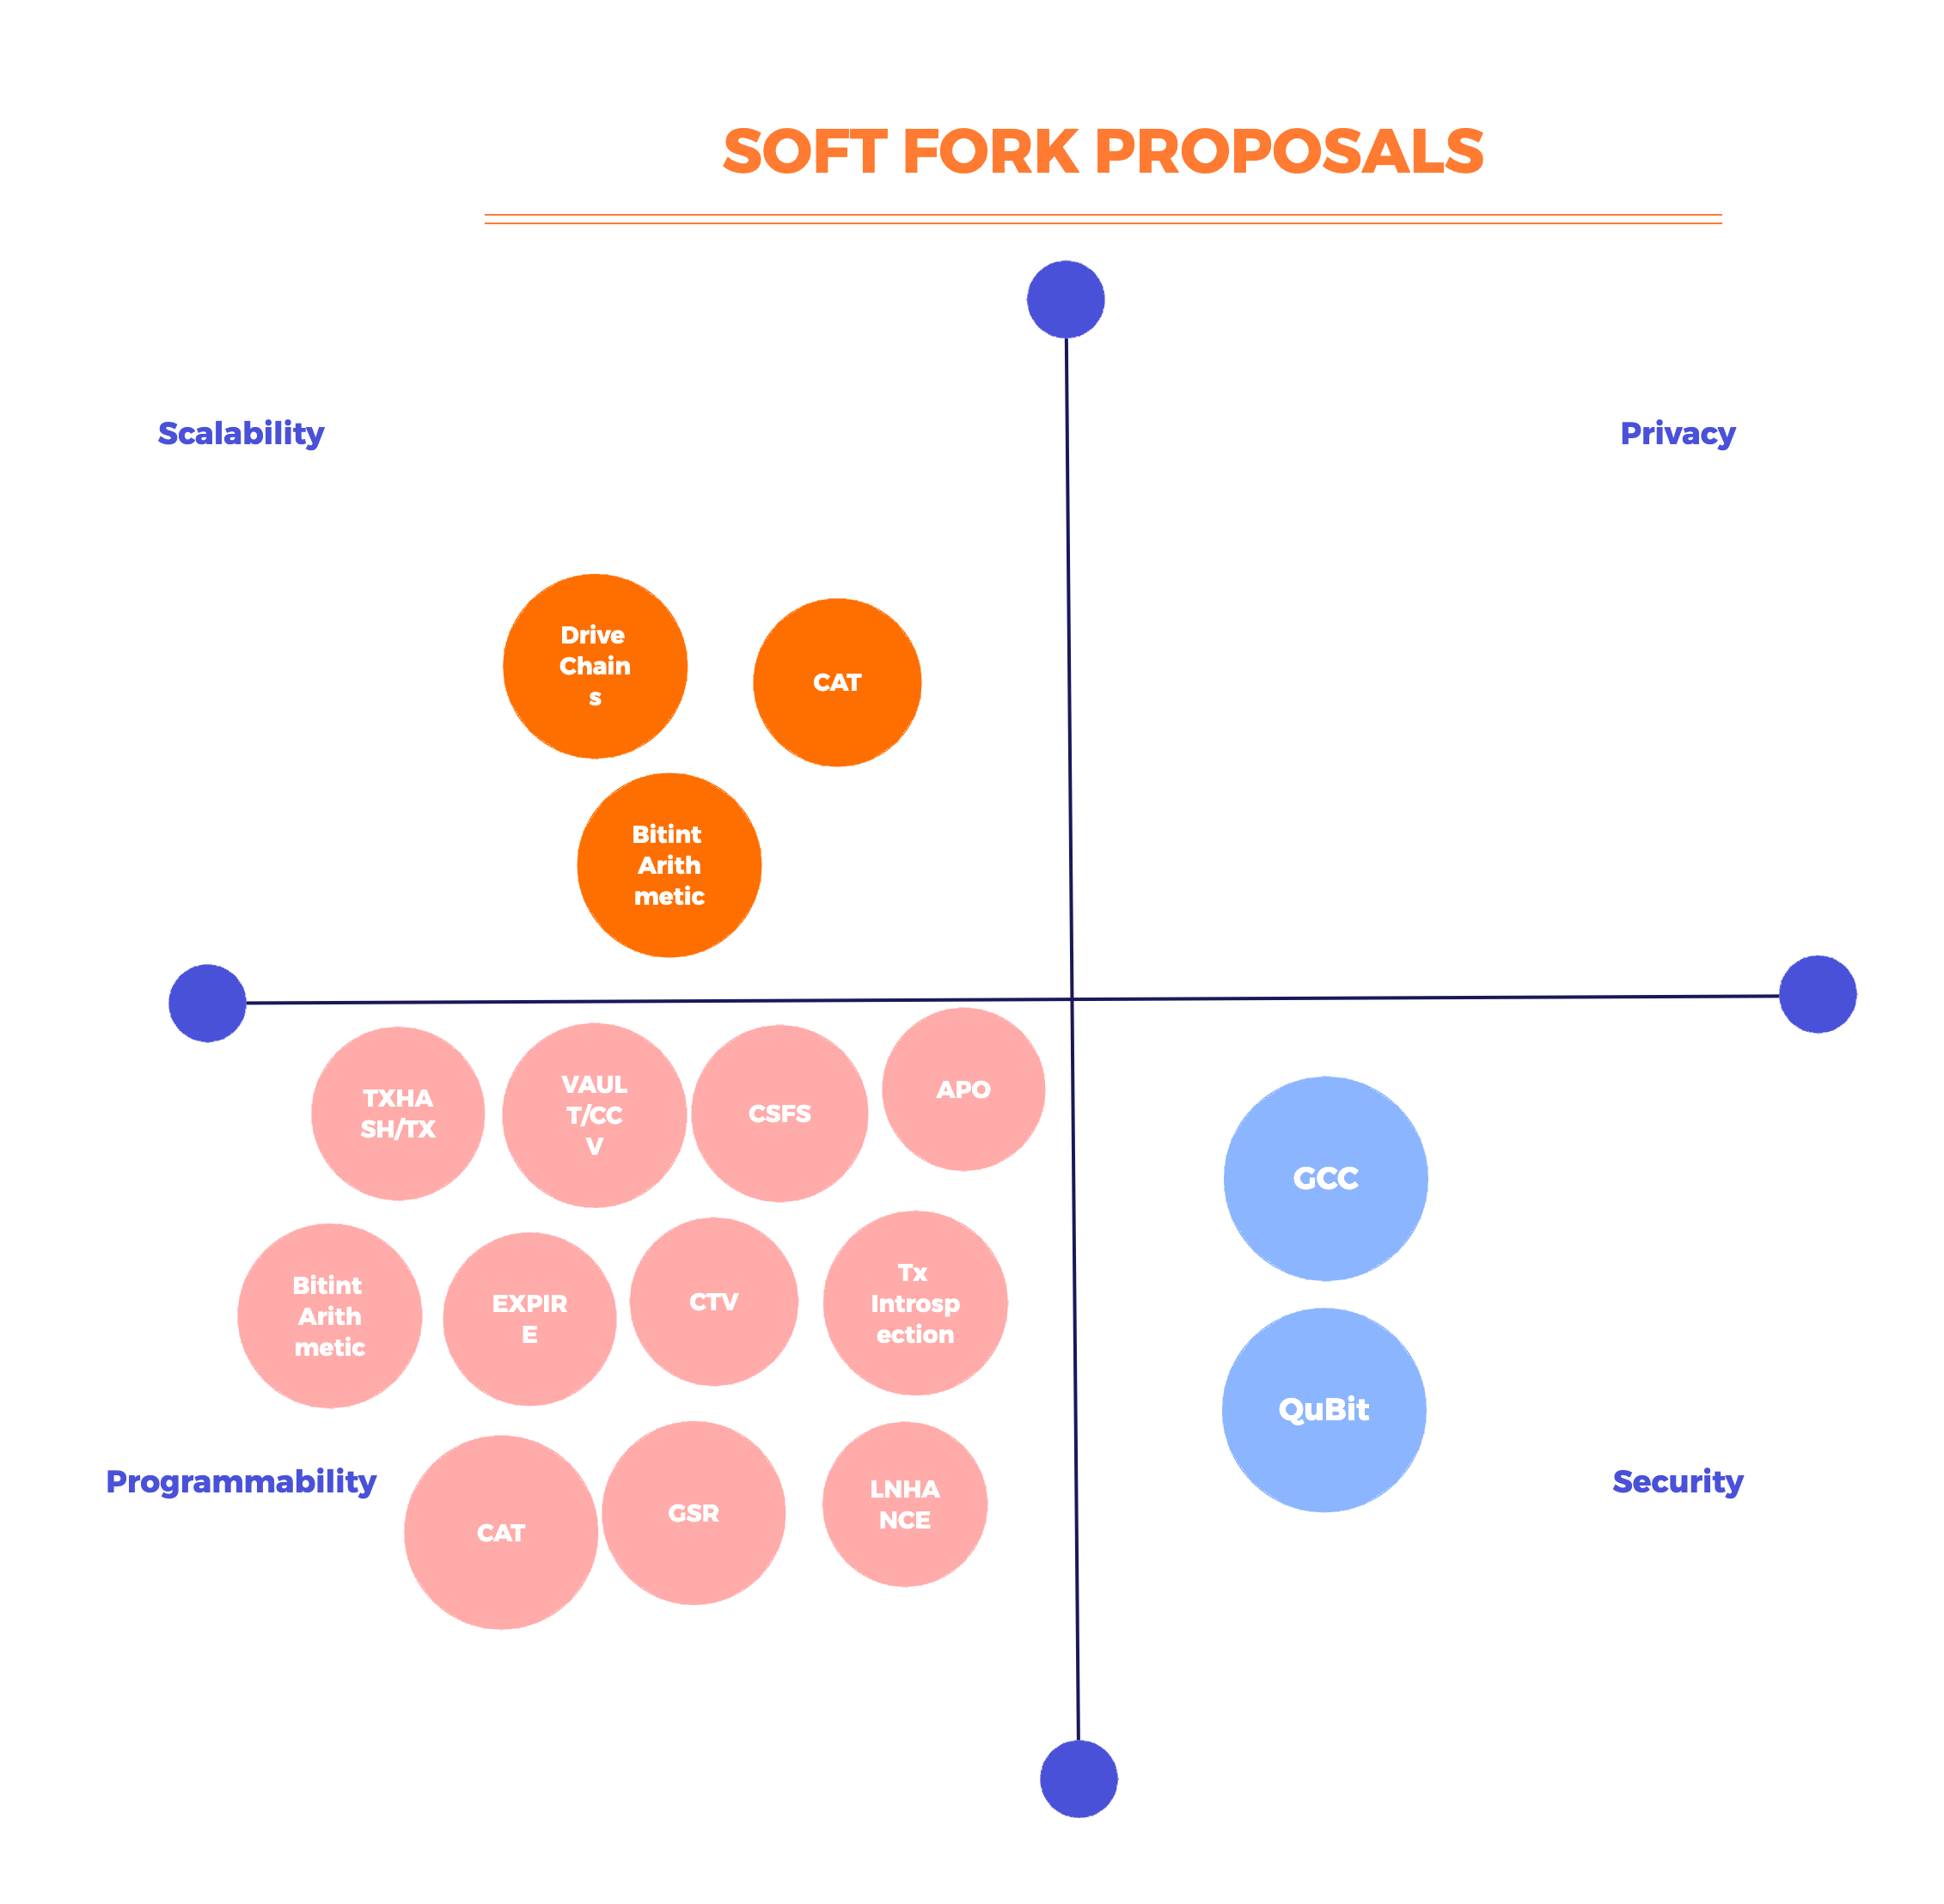 SOFT FORK PROPOSALS
Scalability
Privacy
Drive
Chain
s
CAT
Bitint
Arith
metic
TXHA
SH/TX
VAUL
T/CC
V
CSFS
APO
GCC
Bitint
Arith
metic
EXPIR
E
CTV
Tx
Introsp
ection
QuBit
Programmability
Security
CAT
GSR
LNHA
NCE